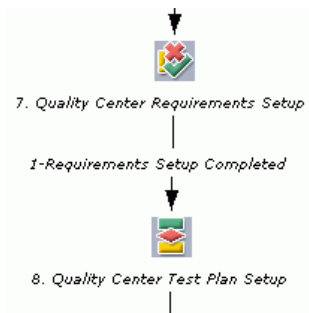 7. Quality Center Requirements Setup
1-Requirements Setup Completed
8. Quality Center Test Plan Setup